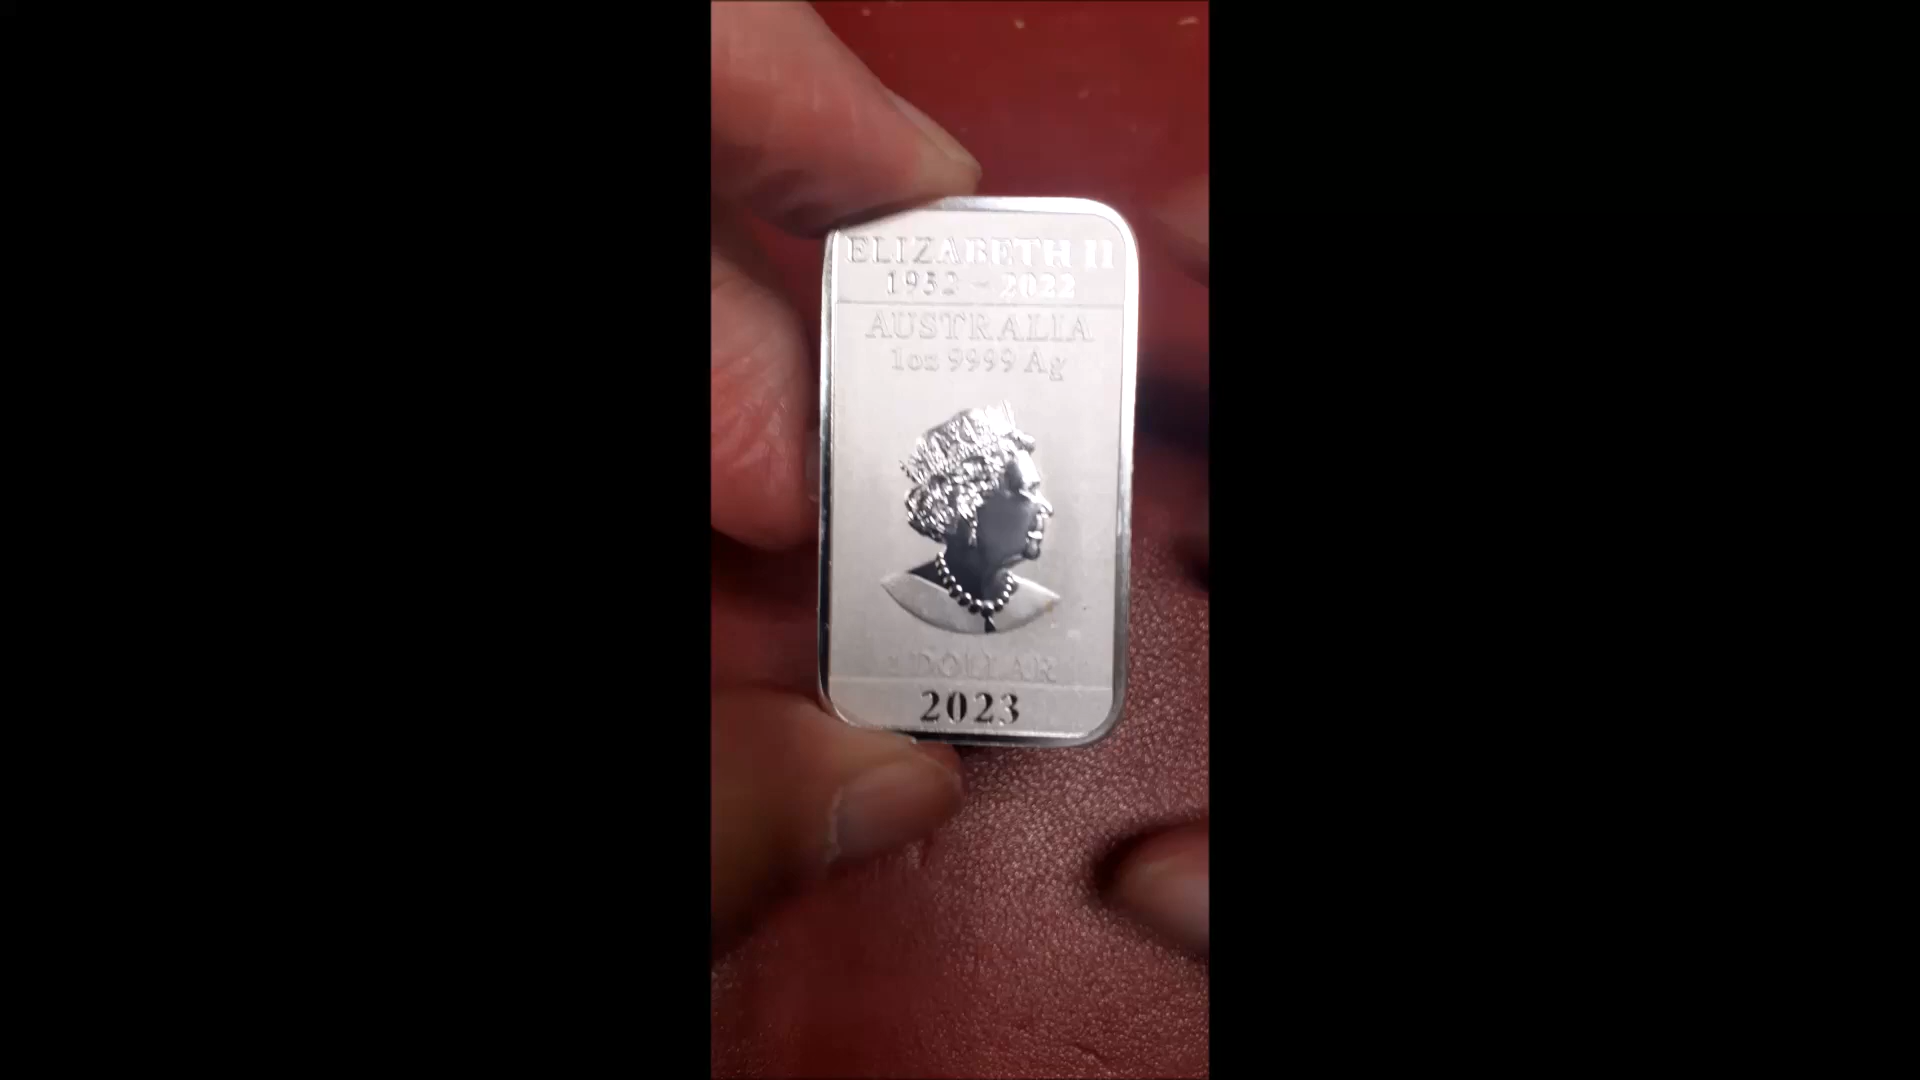 ELIZABETH II
1952 - 2022
AUSTRALIA
1oz 9999 Ag
1 DOLLAR
2023